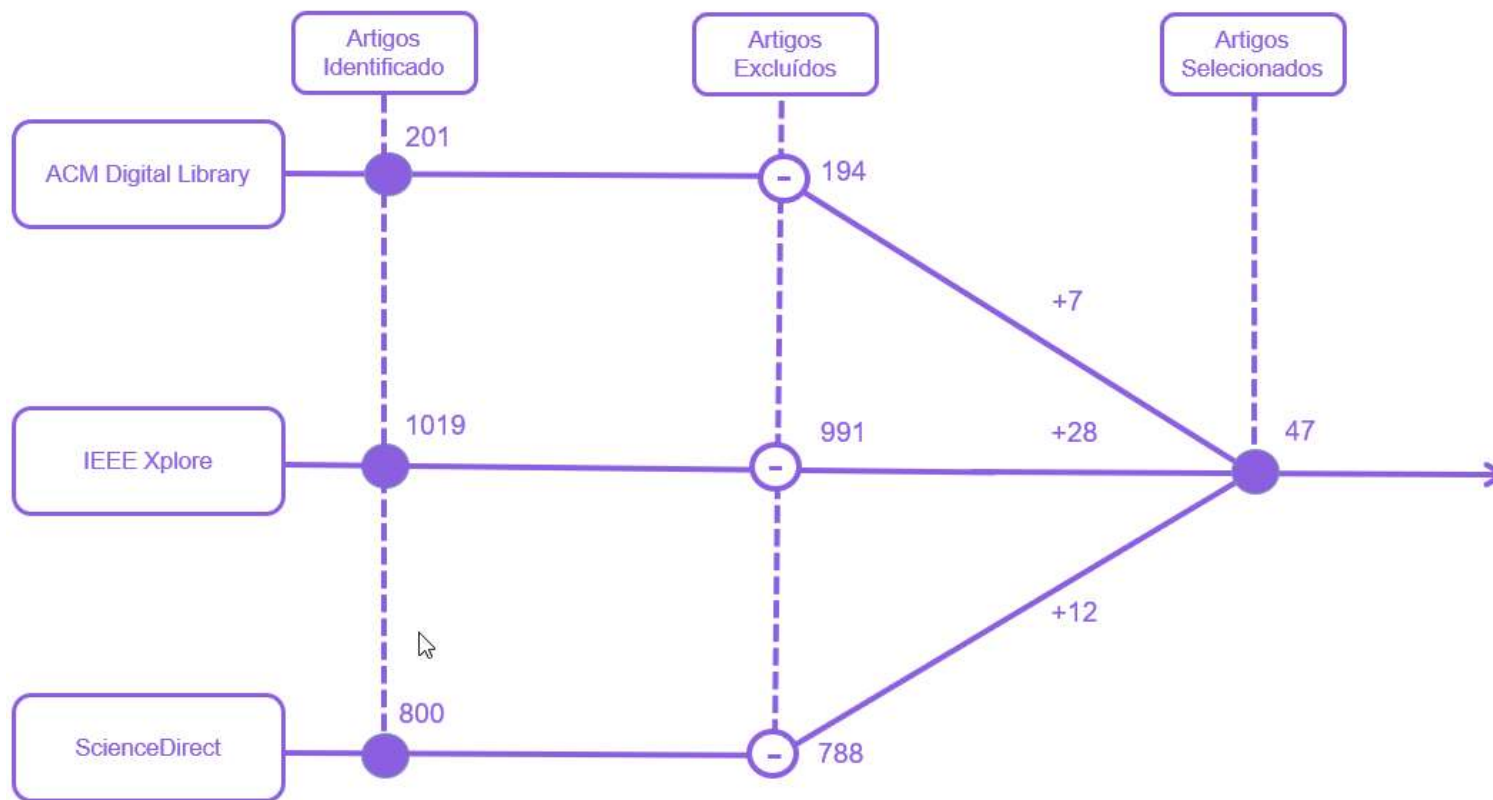 Artigos
Identificado
Artigos
Excluídos
Artigos
Selecionados
ACM Digital Library
201
-
194
+7
IEEE Xplore
1019
-
991
+28
47
+12
ScienceDirect
800
-
788